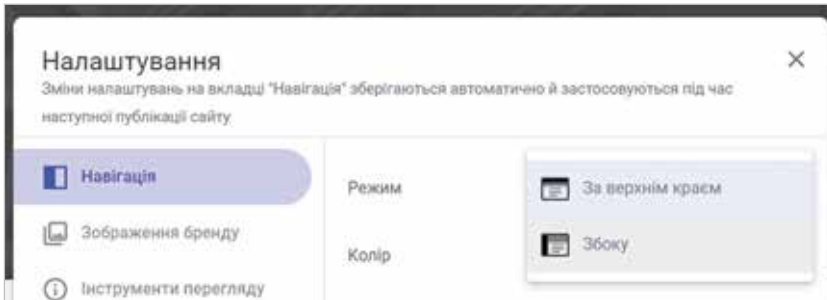 Налаштування
Зміни налаштувань на вкладці "Навігація" зберігаються автоматично й застосовуються під час
наступної публікації сайту
Навігація
Режим
За верхнім краєм
Зображення бренду
Колір
Збоку
Інструменти перегляду